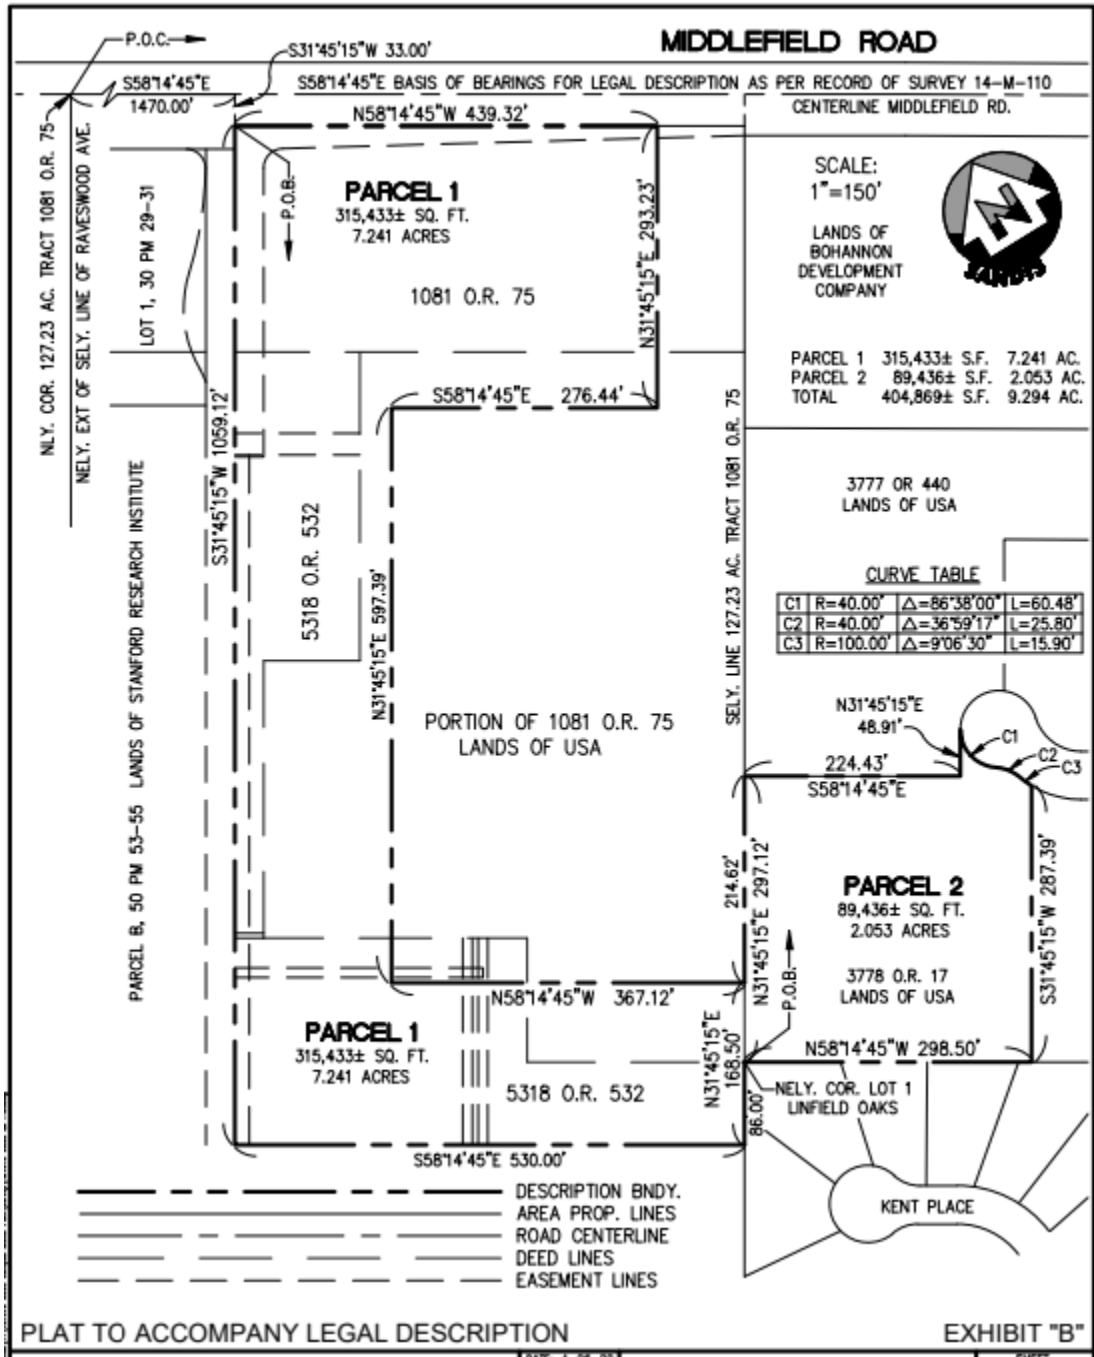 P.O.C.
MIDDLEFIELD ROAD
S31°45'15"W 33.00'
S58°14'45"E
1470.00'
S58°14'45"E BASIS OF BEARINGS FOR LEGAL DESCRIPTION AS PER RECORD OF SURVEY 14-M-110
CENTERLINE MIDDLEFIELD RD.
N58°14'45"W 439.32'
NLY. COR. 127.23 AC. TRACT 1081 O.R. 75
NELY. EXT OF SELY. LINE OF RAVESWOOD AVE.
LOT 1, 30 PM 29-31
P.O.B.
PARCEL 1
315,433± SQ. FT.
7.241 ACRES
1081 O.R. 75
N31°45'15"E 293.23'
SCALE:
1"=150'
LANDS OF
BOHANNON
DEVELOPMENT
COMPANY
SANDIS
PARCEL 1 315,433± S.F. 7.241 AC.
PARCEL 2 89,436± S.F. 2.053 AC.
TOTAL 404,869± S.F. 9.294 AC.
S58°14'45"E 276.44'
S31°45'15"W 1059.12'
PARCEL B, 50 PM 53-55 LANDS OF STANFORD RESEARCH INSTITUTE
5318 O.R. 532
N31°45'15"E 597.39'
SELY. LINE 127.23 AC. TRACT 1081 O.R. 75
3777 OR 440
LANDS OF USA
CURVE TABLE
C1 R=40.00' △=86°38'00" L=60.48'
C2 R=40.00' △=36°59'17" L=25.80'
C3 R=100.00' △=9°06'30" L=15.90'
PORTION OF 1081 O.R. 75
LANDS OF USA
N31°45'15"E
48.91'
C1
C2
C3
224.43'
S58°14'45"E
214.62'
N31°45'15"E 297.12'
PARCEL 2
89,436± SQ. FT.
2.053 ACRES
3778 O.R. 17
LANDS OF USA
S31°45'15"W 287.39'
P.O.B.
N58°14'45"W 367.12'
N58°14'45"W 298.50'
PARCEL 1
315,433± SQ. FT.
7.241 ACRES
5318 O.R. 532
N31°45'15"E
168.50'
86.00'
NELY. COR. LOT 1
LINFIELD OAKS
S58°14'45"E 530.00'
KENT PLACE
DESCRIPTION BNDY.
AREA PROP. LINES
ROAD CENTERLINE
DEED LINES
EASEMENT LINES
PLAT TO ACCOMPANY LEGAL DESCRIPTION
EXHIBIT "B"